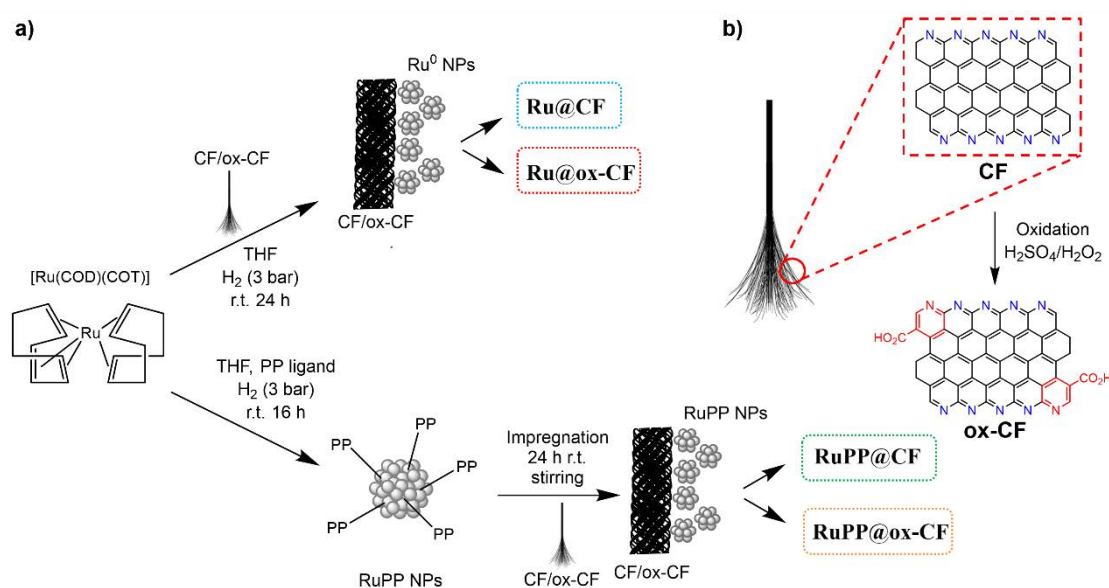 a)
Ru⁰ NPs
CF/ox-CF
Ru@CF
Ru@ox-CF
CF/ox-CF
THF
H₂ (3 bar)
r.t. 24 h
[Ru(COD)(COT)]
Ru
THF, PP ligand
H₂ (3 bar)
r.t. 16 h
PP
PP
PP
PP
PP
RuPP NPs
Impregnation
24 h r.t.
stirring
CF/ox-CF
RuPP NPs
CF/ox-CF
RuPP@CF
RuPP@ox-CF
b)
N N N N N
N N N N N
CF
Oxidation
H₂SO₄/H₂O₂
N N N N N
HO₂C
CO₂H
N N N N N
ox-CF